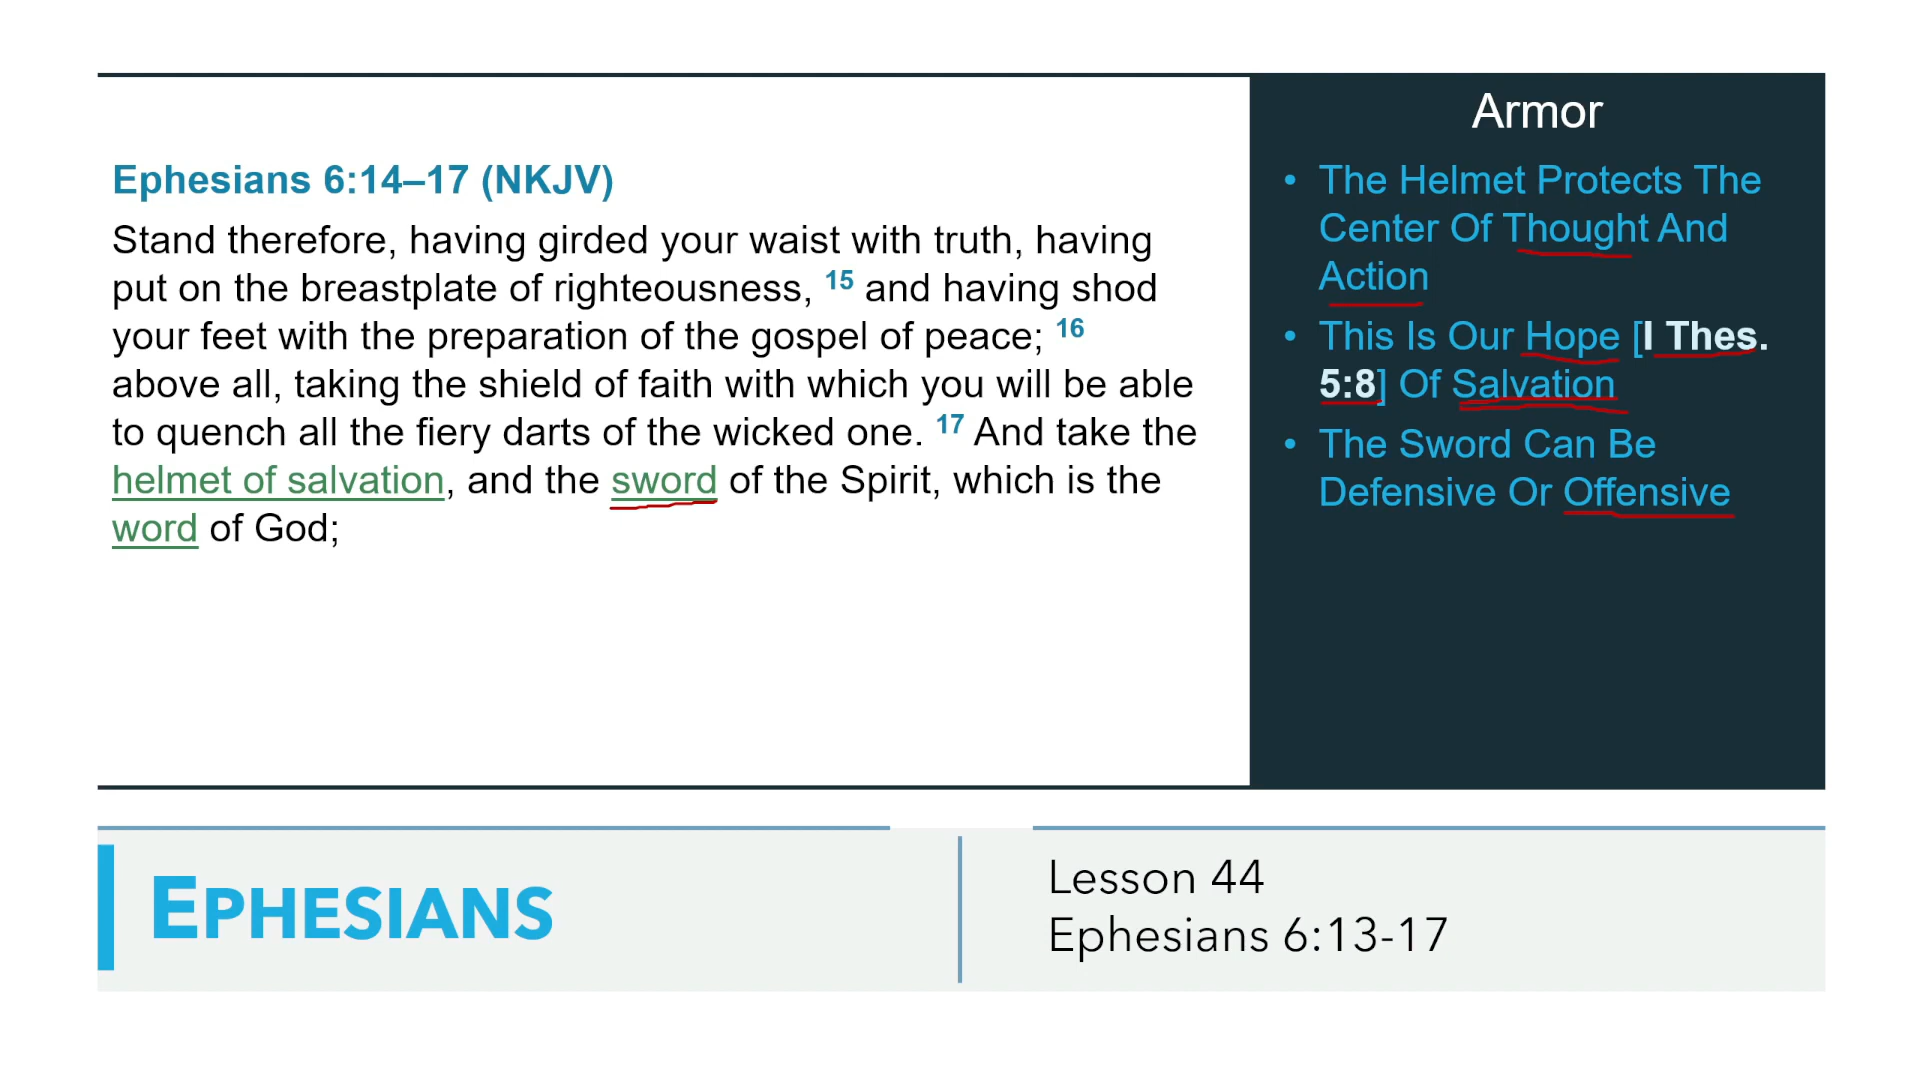 Ephesians 6:14–17 (NKJV)
Stand therefore, having girded your waist with truth, having
put on the breastplate of righteousness, 15 and having shod
your feet with the preparation of the gospel of peace; 16
above all, taking the shield of faith with which you will be able
to quench all the fiery darts of the wicked one. 17 And take the
helmet of salvation, and the sword of the Spirit, which is the
word of God;
Armor
• The Helmet Protects The
Center Of Thought And
Action
• This Is Our Hope [I Thes.
5:8] Of Salvation
• The Sword Can Be
Defensive Or Offensive
EPHESIANS
Lesson 44
Ephesians 6:13-17